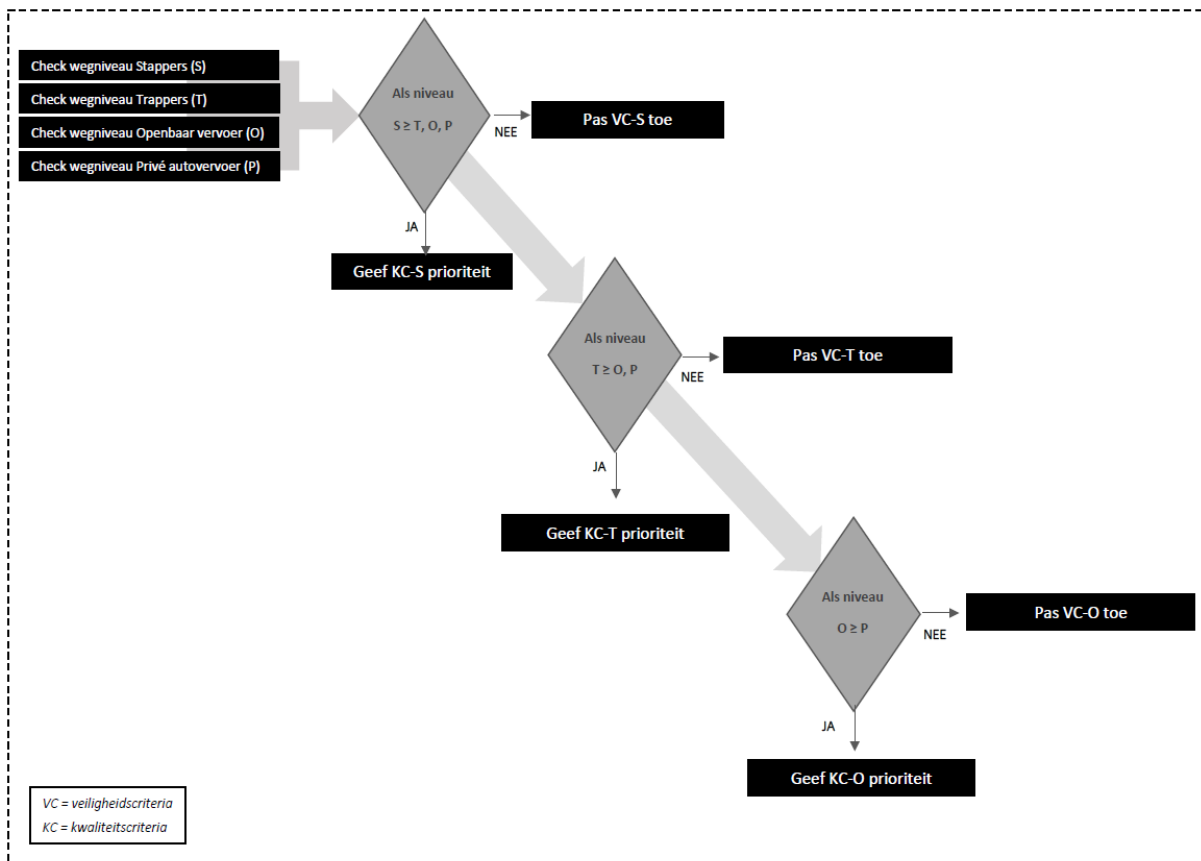 Check wegniveau Stappers (S)
Check wegniveau Trappers (T)
Check wegniveau Openbaar vervoer (O)
Check wegniveau Privé autovervoer (P)
Als niveau
S ≥ T, O, P
NEE
Pas VC-S toe
JA
Geef KC-S prioriteit
Als niveau
T ≥ O, P
NEE
Pas VC-T toe
JA
Geef KC-T prioriteit
Als niveau
O ≥ P
NEE
Pas VC-O toe
JA
Geef KC-O prioriteit
VC = veiligheidscriteria
KC = kwaliteitscriteria